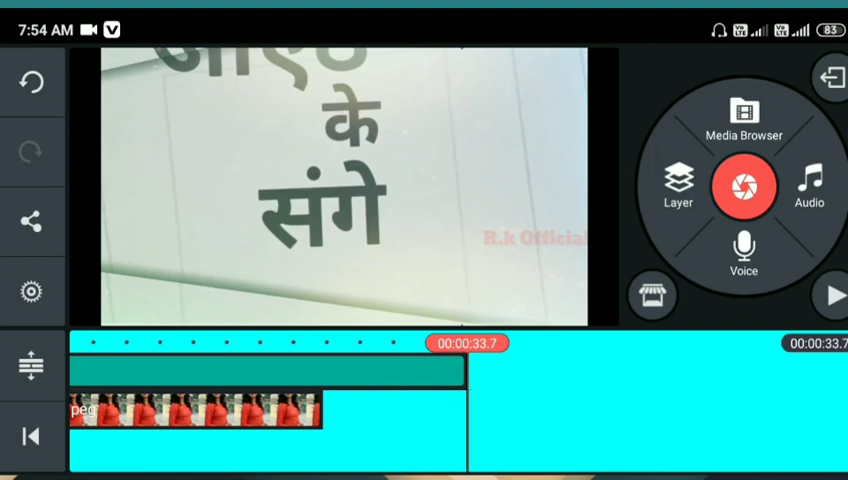 7:54 AM
83
जाएंठ
के
संगे
R.k Official
Media Browser
Layer
Audio
Voice
00:00:33.7
00:00:33.7
peg